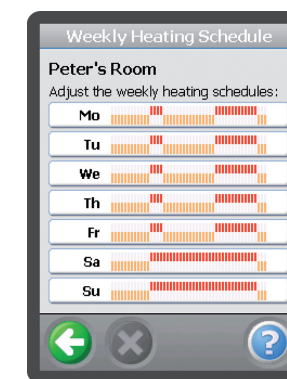 Weekly Heating Schedule
Peter's Room
Adjust the weekly heating schedules:
Mo
Tu
We
Th
Fr
Sa
Su
?